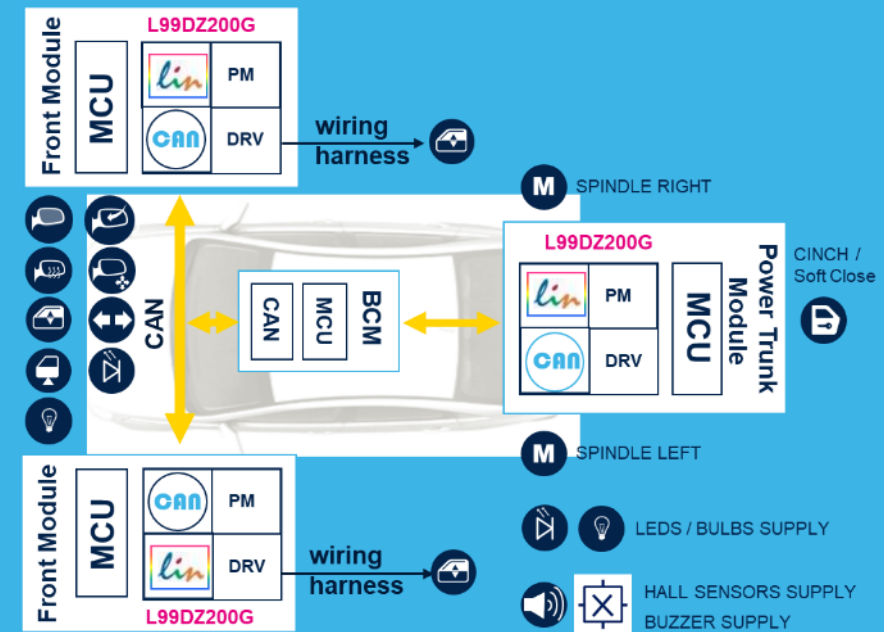 L99DZ200G
Front Module
MCU
lin
PM
CAN
DRV
wiring
harness
M
SPINDLE RIGHT
CAN
CAN
MCU
BCM
L99DZ200G
lin
PM
CAN
DRV
MCU
Power Trunk
Module
CINCH /
Soft Close
M
SPINDLE LEFT
Front Module
MCU
CAN
PM
lin
DRV
L99DZ200G
wiring
harness
LEDS / BULBS SUPPLY
HALL SENSORS SUPPLY
BUZZER SUPPLY